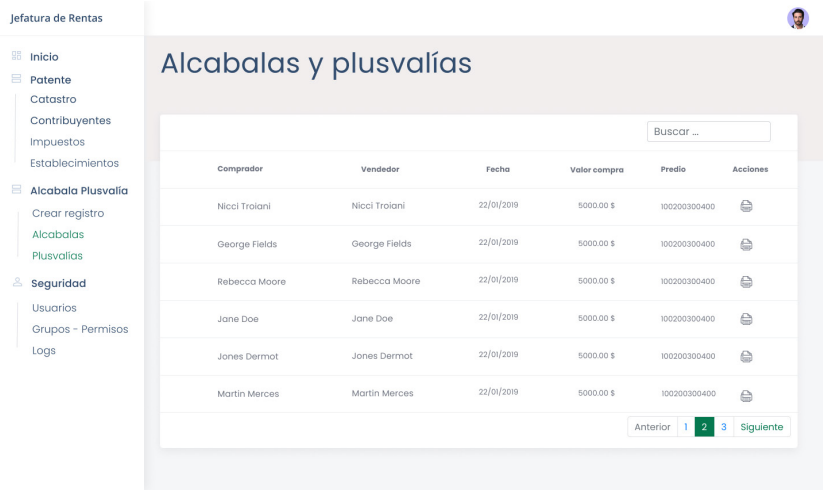 Jefatura de Rentas
Inicio
Patente
Catastro
Contribuyentes
Impuestos
Establecimientos
Alcabala Plusvalía
Crear registro
Alcabalas
Plusvalías
Seguridad
Usuarios
Grupos - Permisos
Logs
Alcabalas y plusvalías
Buscar ...
Comprador Vendedor Fecha Valor compra Predio Acciones
Nicci Troiani Nicci Troiani 22/01/2019 5000.00 $ 100200300400
George Fields George Fields 22/01/2019 5000.00 $ 100200300400
Rebecca Moore Rebecca Moore 22/01/2019 5000.00 $ 100200300400
Jane Doe Jane Doe 22/01/2019 5000.00 $ 100200300400
Jones Dermot Jones Dermot 22/01/2019 5000.00 $ 100200300400
Martin Merces Martin Merces 22/01/2019 5000.00 $ 100200300400
Anterior 1 2 3 Siguiente